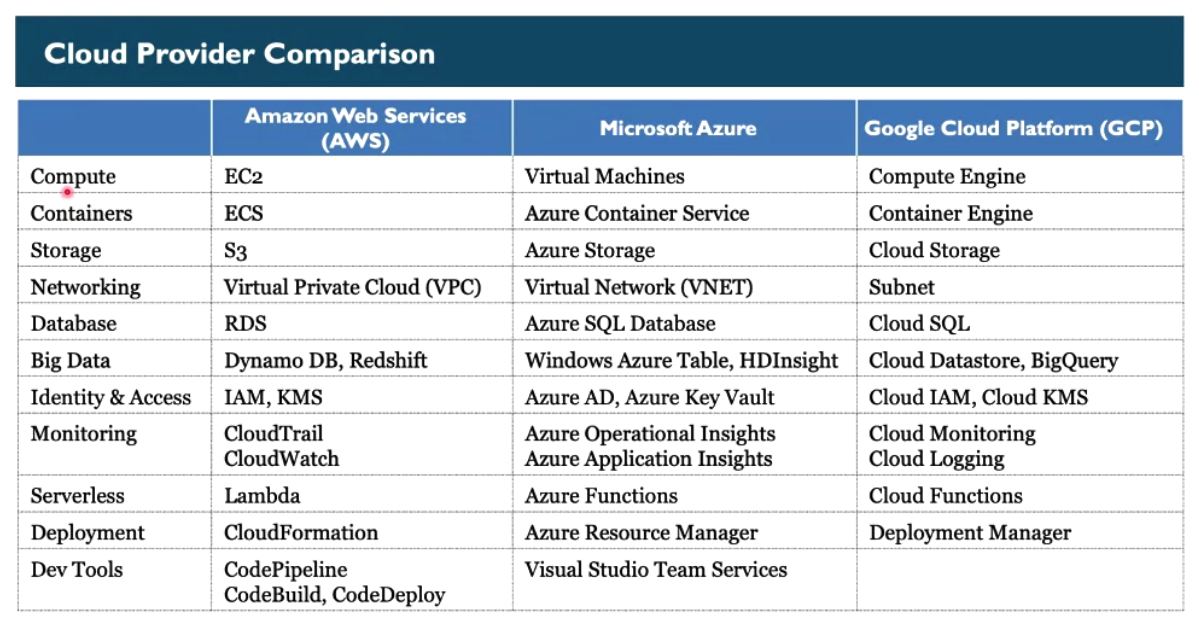 Cloud Provider Comparison
Amazon Web Services
(AWS)
Microsoft Azure
Google Cloud Platform (GCP)
Compute
EC2
Virtual Machines
Compute Engine
Containers
ECS
Azure Container Service
Container Engine
Storage
S3
Azure Storage
Cloud Storage
Networking
Virtual Private Cloud (VPC)
Virtual Network (VNET)
Subnet
Database
RDS
Azure SQL Database
Cloud SQL
Big Data
Dynamo DB, Redshift
Windows Azure Table, HDInsight
Cloud Datastore, BigQuery
Identity & Access
IAM, KMS
Azure AD, Azure Key Vault
Cloud IAM, Cloud KMS
Monitoring
CloudTrail
CloudWatch
Azure Operational Insights
Azure Application Insights
Cloud Monitoring
Cloud Logging
Serverless
Lambda
Azure Functions
Cloud Functions
Deployment
CloudFormation
Azure Resource Manager
Deployment Manager
Dev Tools
CodePipeline
CodeBuild, CodeDeploy
Visual Studio Team Services